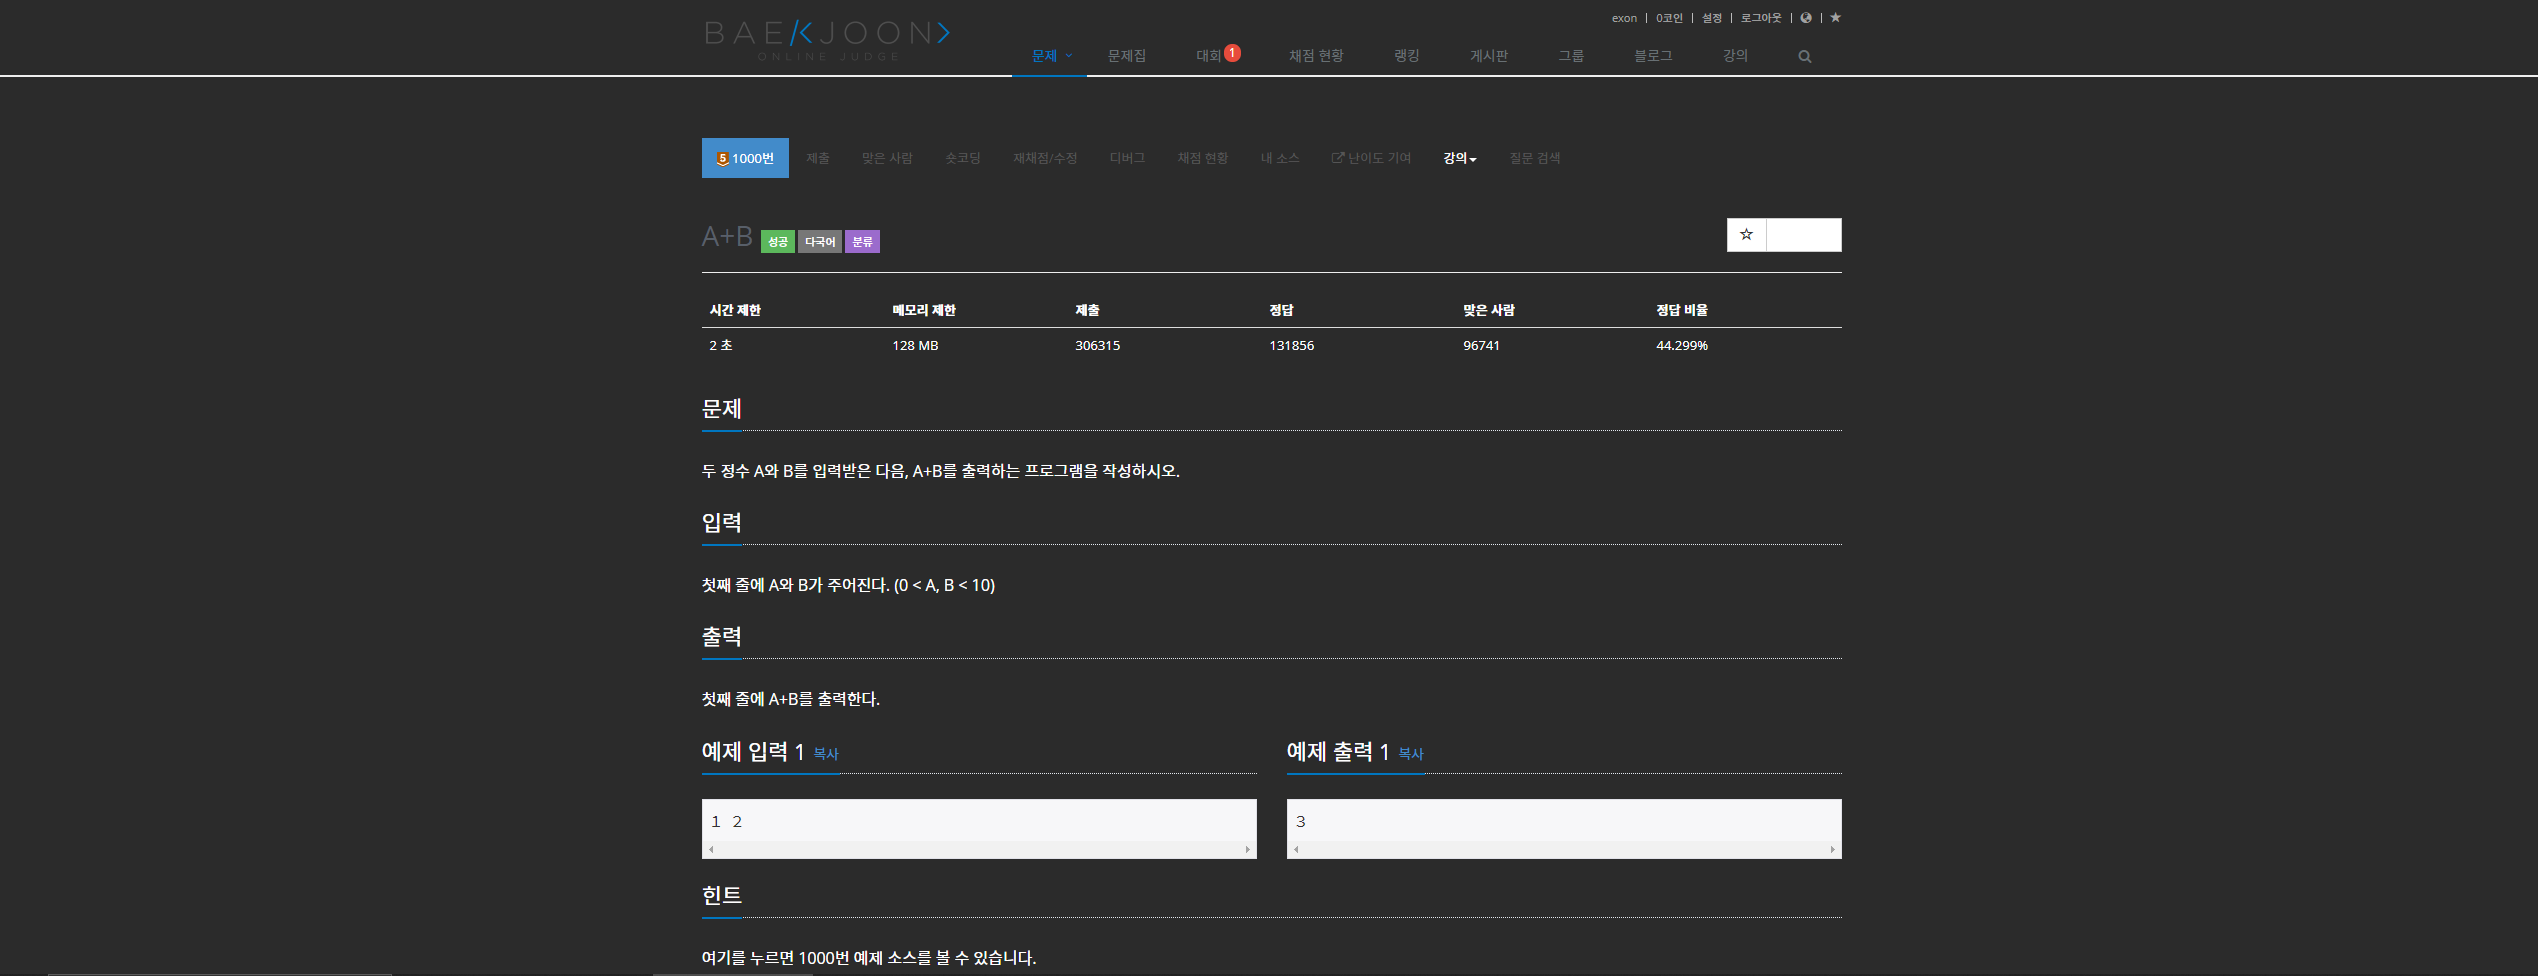 exon | 0코인 | 설정 | 로그아웃 | |
BAEKJOON>
ONLINE JUDGE
문제 문제집 대회 1 채점 현황 랭킹 게시판 그룹 블로그 강의
5 1000번 제출 맞은 사람 숏코딩 재채점/수정 디버그 채점 현황 내 소스 난이도 기여 강의 질문 검색
A+B 성공 다국어 분류
시간 제한 메모리 제한 제출 정답 맞은 사람 정답 비율
2 초 128 MB 306315 131856 96741 44.299%
문제
두 정수 A와 B를 입력받은 다음, A+B를 출력하는 프로그램을 작성하시오.
입력
첫째 줄에 A와 B가 주어진다. (0 < A, B < 10)
출력
첫째 줄에 A+B를 출력한다.
예제 입력 1 복사
1 2
예제 출력 1 복사
3
힌트
여기를 누르면 1000번 예제 소스를 볼 수 있습니다.